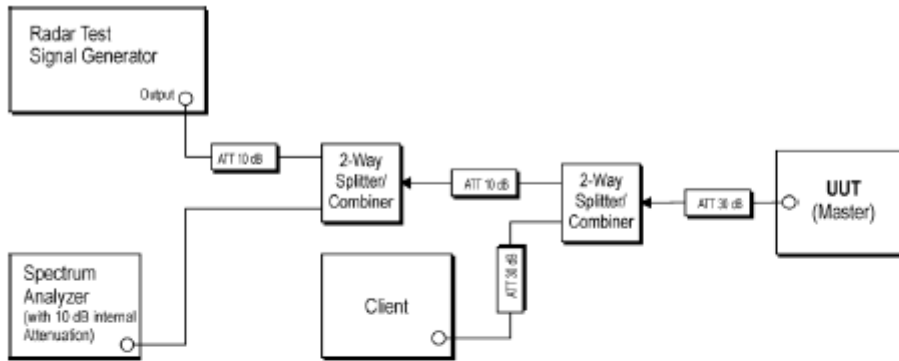 Radar Test
Signal Generator
Output
ATT 10 dB
2-Way
Splitter/
Combiner
ATT 10 dB
2-Way
Splitter/
Combiner
ATT 30 dB
UUT
(Master)
Spectrum
Analyzer
(with 10 dB internal
Attenuation)
Client
ATT 30 dB